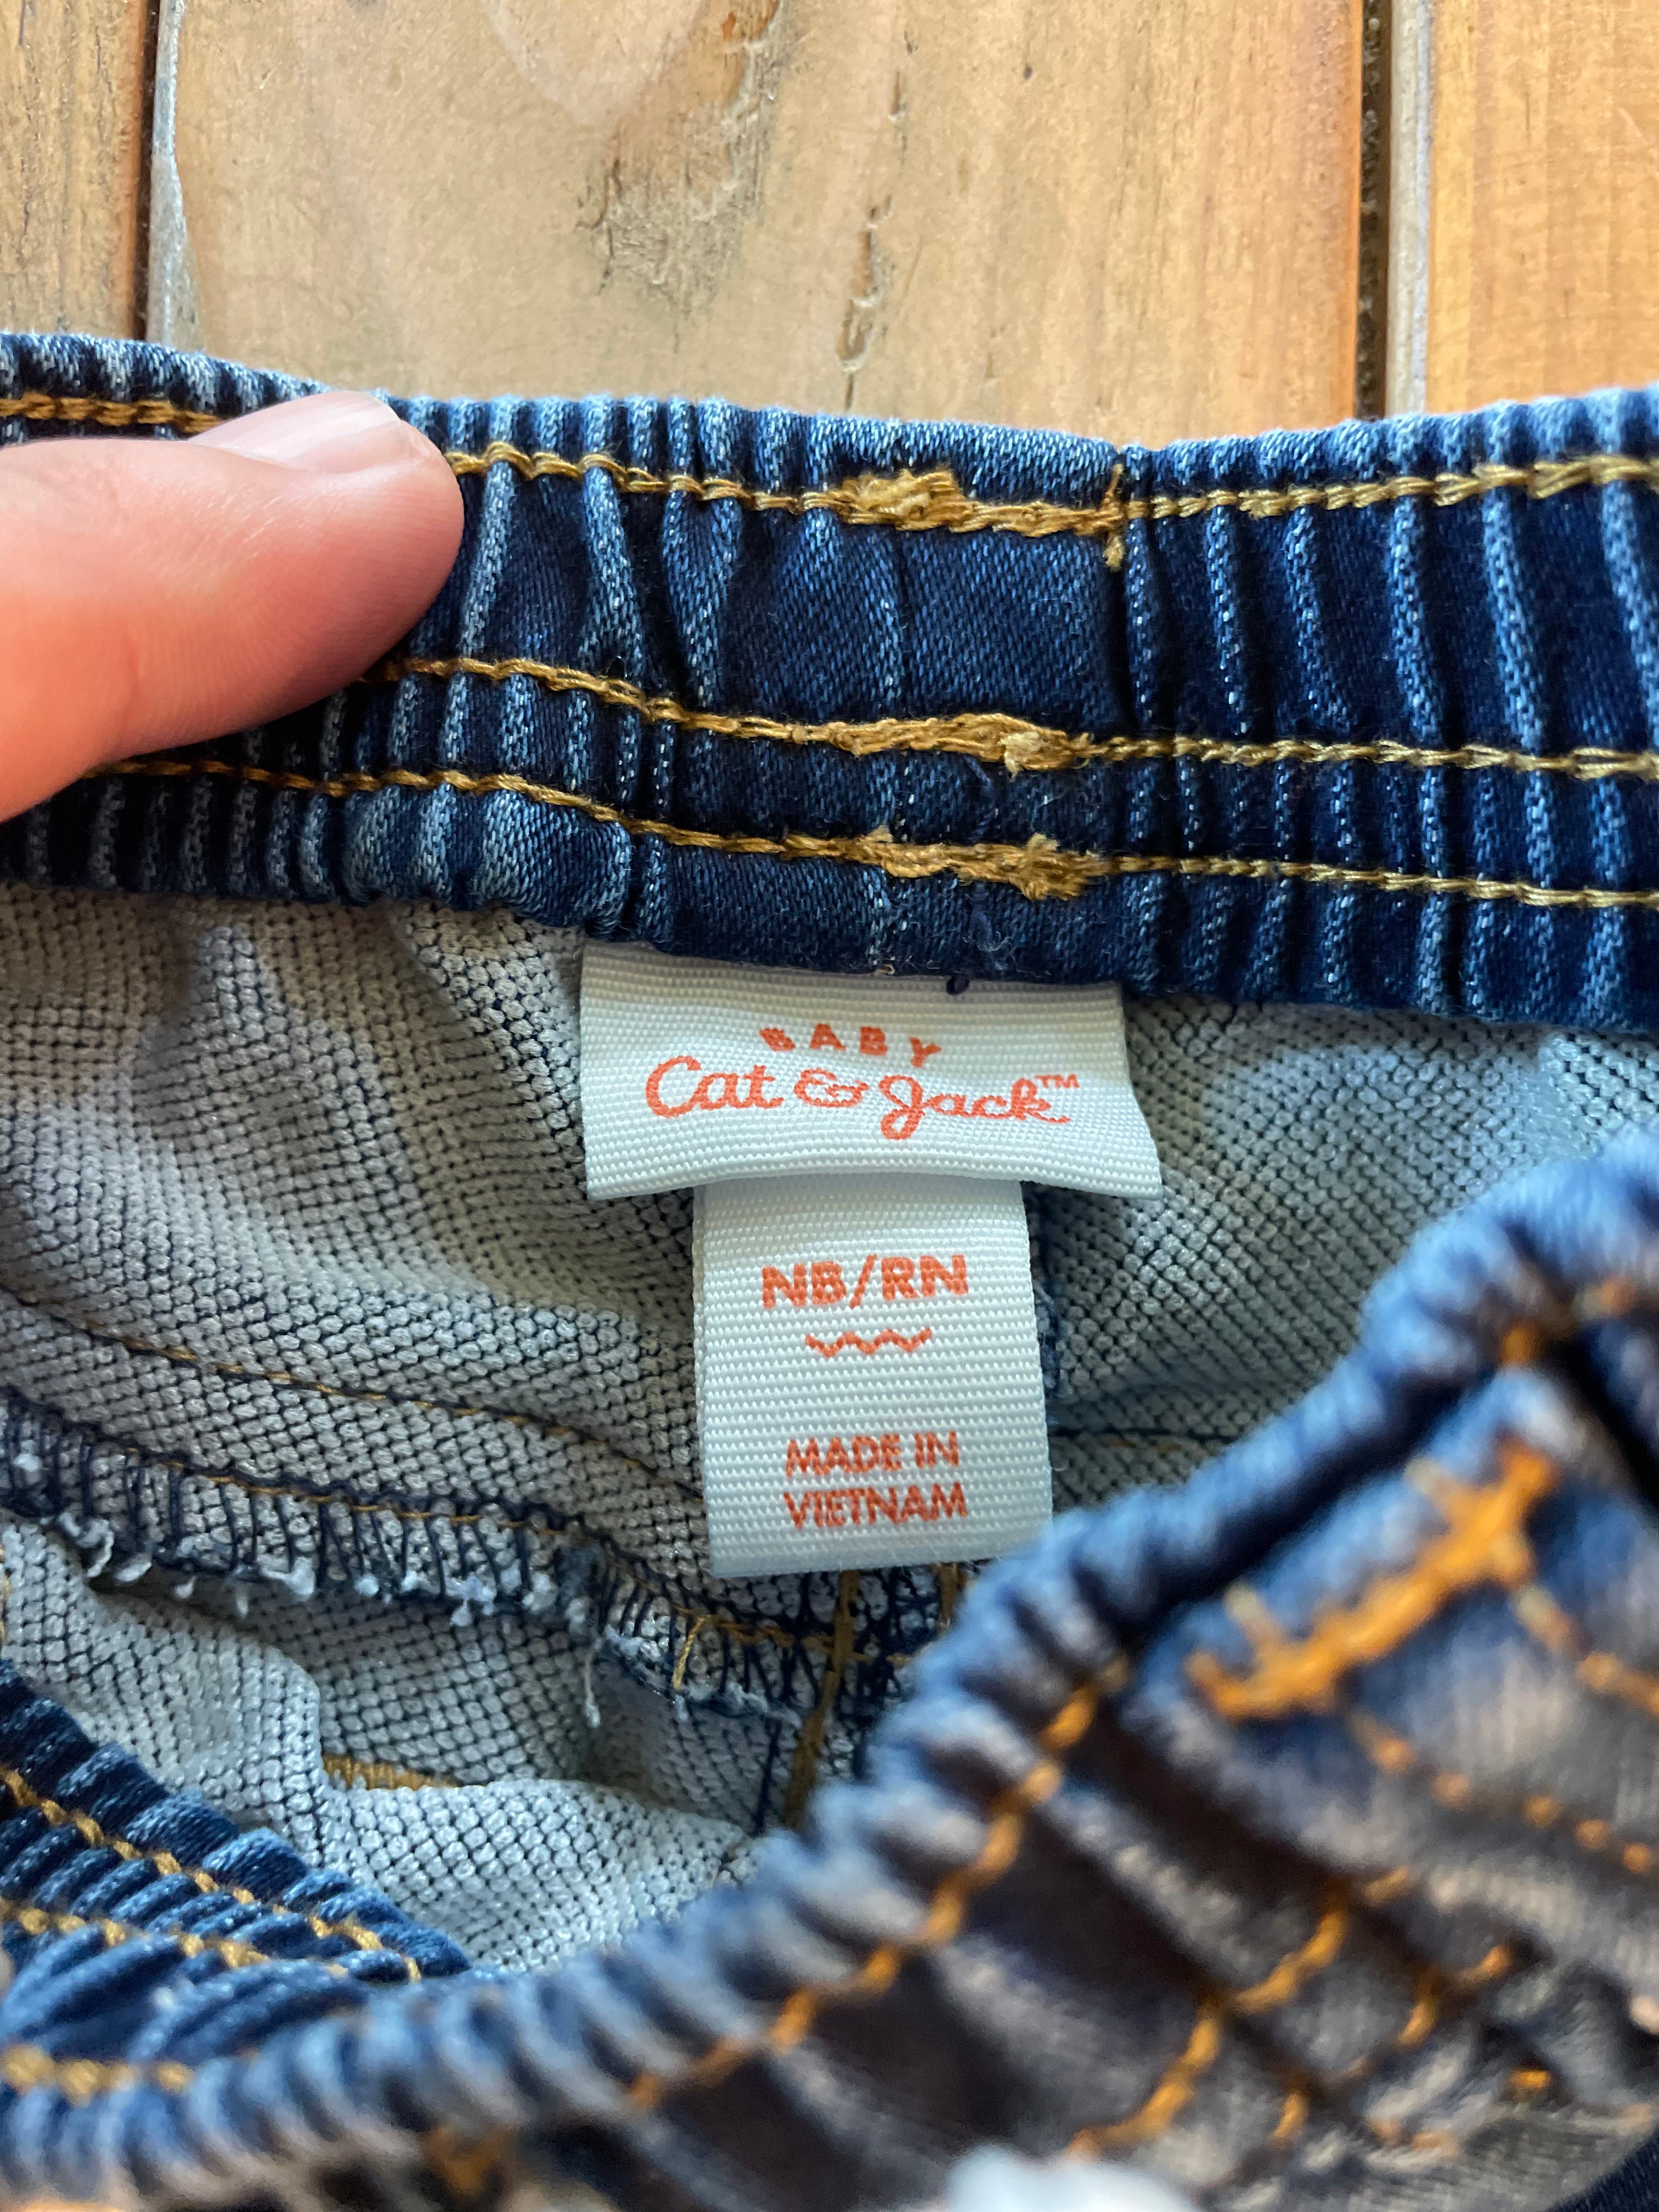 BABY
Cat & Jack™
NB/RN
MADE IN
VIETNAM